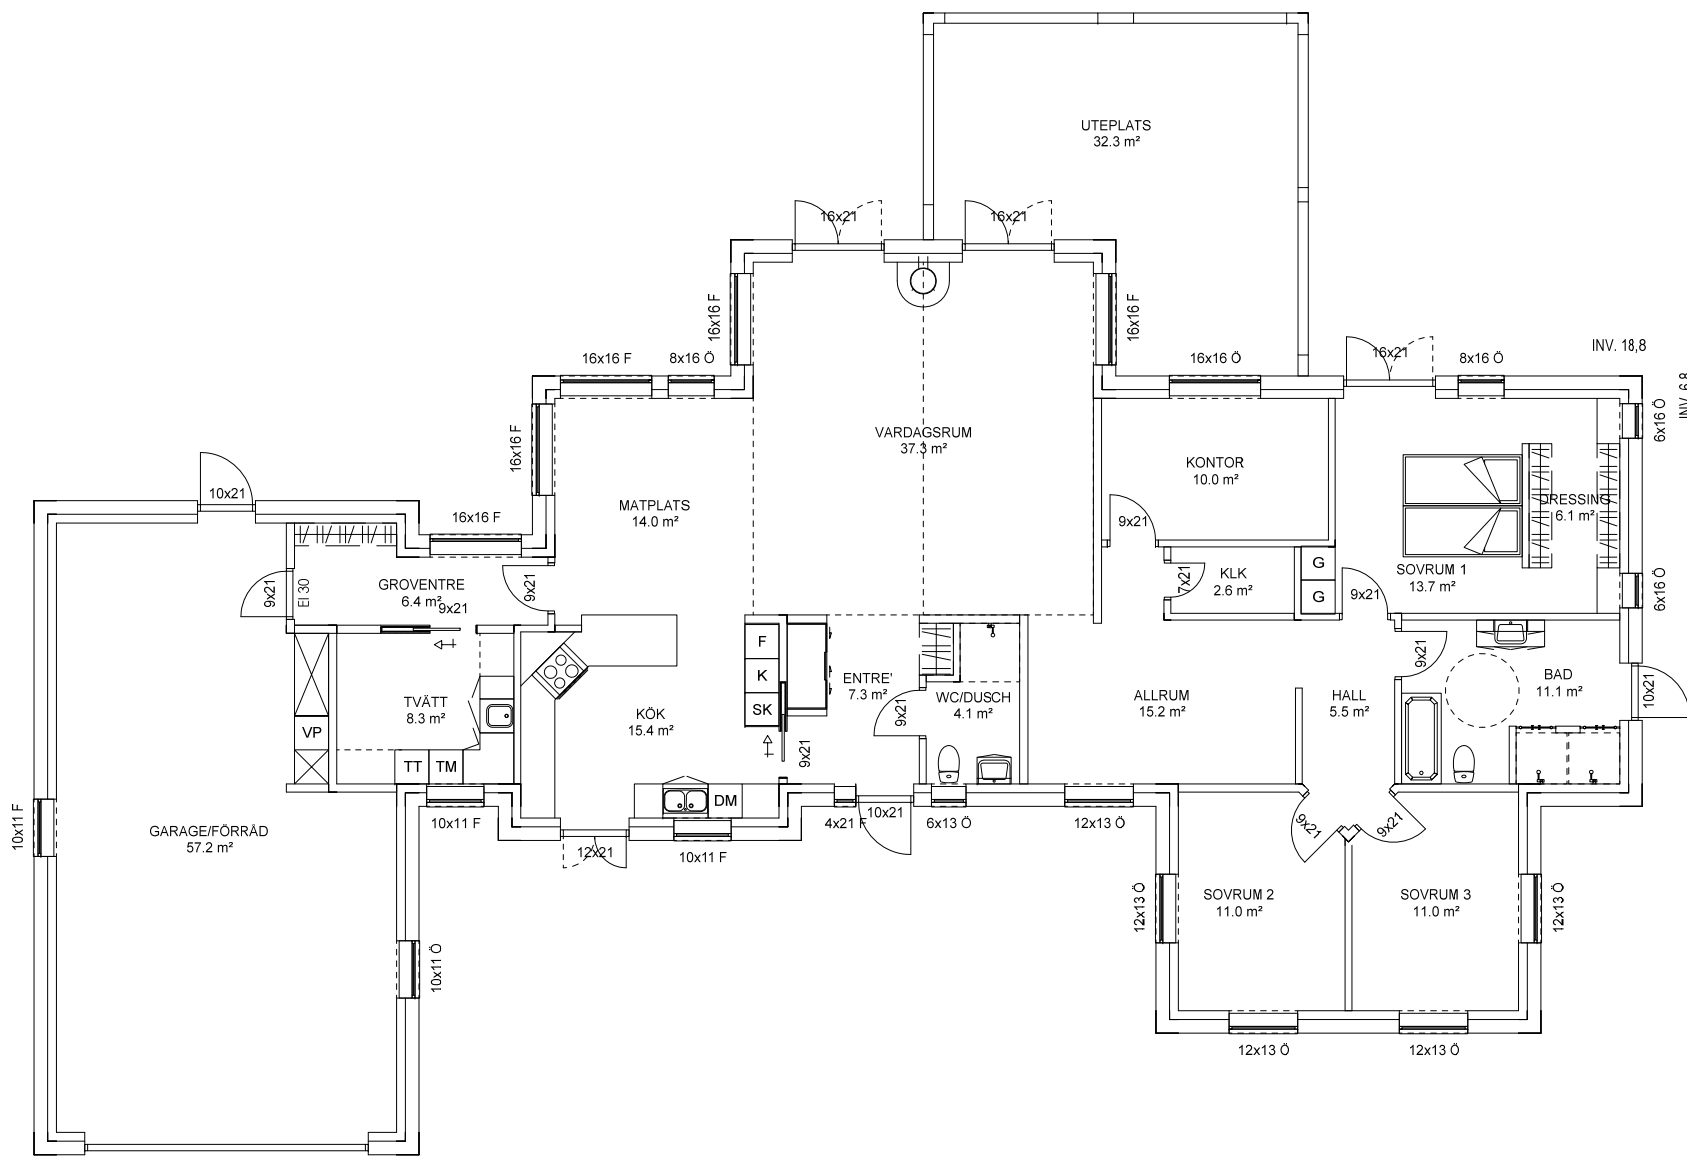 UTEPLATS
32.3 m²
16x21
16x21
16x16 F
16x16 F
16x16 F
8x16 Ö
16x16 Ö
16x21
8x16 Ö
INV. 18,8
INV. 6,8
6x16 Ö
16x16 F
VARDAGSRUM
37.3 m²
KONTOR
10.0 m²
DRESSING
6.1 m²
10x21
16x16 F
MATPLATS
14.0 m²
9x21
9x21
EI 30
GROVENTRE
6.4 m²
9x21
9x21
7x21
KLK
2.6 m²
G
G
SOVRUM 1
13.7 m²
9x21
6x16 Ö
F
K
SK
TVÄTT
8.3 m²
VP
TT
TM
KÖK
15.4 m²
ENTRE'
7.3 m²
9x21
9x21
WC/DUSCH
4.1 m²
ALLRUM
15.2 m²
HALL
5.5 m²
9x21
BAD
11.1 m²
10x21
DM
10x11 F
GARAGE/FÖRRÅD
57.2 m²
10x11 F
12x21
10x11 F
4x21 F
10x21
6x13 Ö
12x13 Ö
9x21
9x21
12x13 Ö
SOVRUM 2
11.0 m²
SOVRUM 3
11.0 m²
12x13 Ö
10x11 Ö
12x13 Ö
12x13 Ö